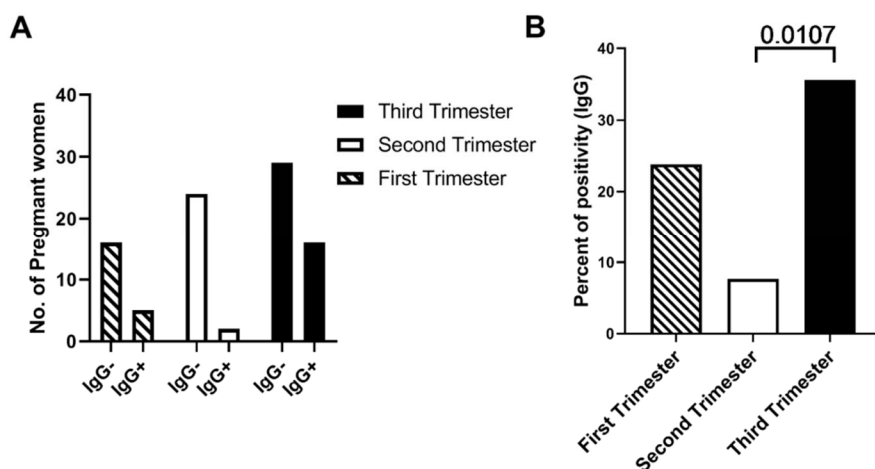 A
No. of Pregmant women
40
30
20
10
0
IgG-
IgG+
IgG-
IgG+
IgG-
IgG+
Third Trimester
Second Trimester
First Trimester
B
0.0107
Percent of positivity (IgG)
40
30
20
10
0
First Trimester
Second Trimester
Third Trimester